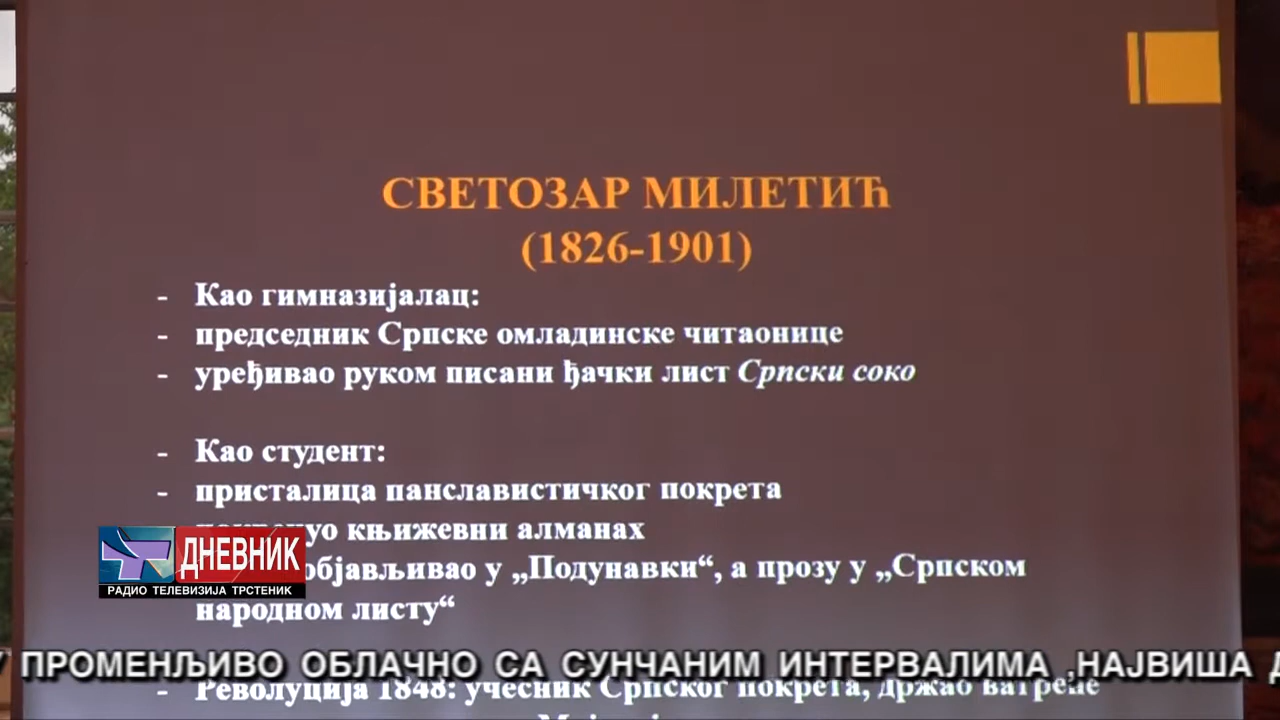 СВЕТОЗАР МИЛЕТИЋ
(1826-1901)
- Као гимназијалац:
- председник Српске омладинске читаонице
- уређивао руком писани ђачки лист Српски соко
- Као студент:
- присталица панславистичког покрета
књижевни алманах
објављивао у „Подунавки“, а прозу у „Српском
народном листу“
ДНЕВНИК
РАДИО ТЕЛЕВИЗИЈА ТРСТЕНИК
ПРОМЕНЉИВО ОБЛАЧНО СА СУНЧАНИМ ИНТЕРВАЛИМА ,НАЈВИША
- Револуција 1848: учесник Српског покрета, држао ватрене